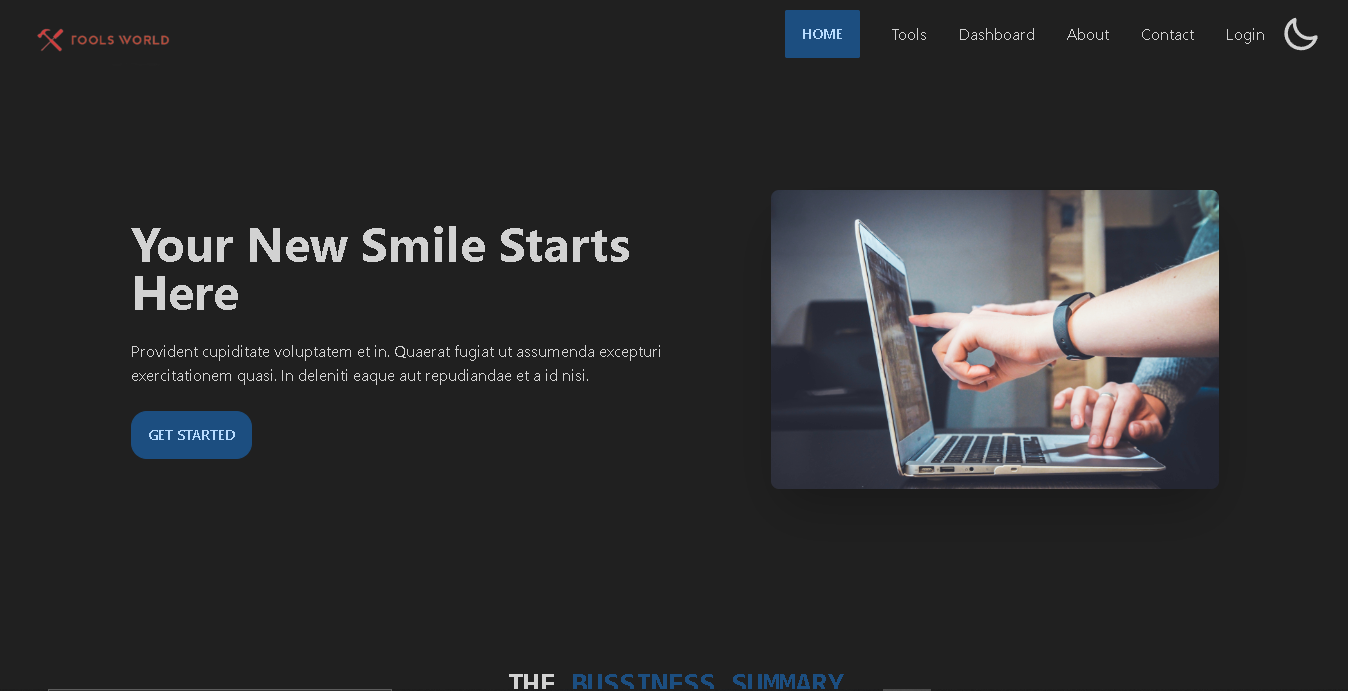 TOOLS WORLD
HOME Tools Dashboard About Contact Login
Your New Smile Starts
Here
Provident cupiditate voluptatem et in. Quaerat fugiat ut assumenda excepturi
exercitationem quasi. In deleniti eaque aut repudiandae et a id nisi.
GET STARTED
THE BUSSTNESS SUMMARY